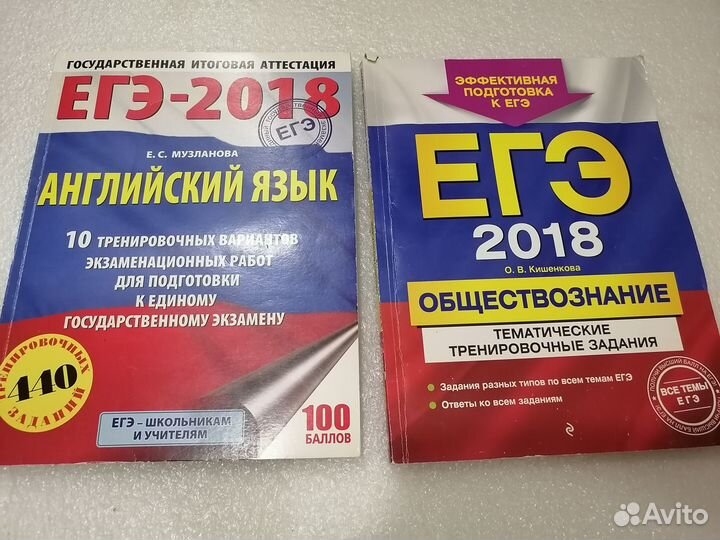 ГОСУДАРСТВЕННАЯ ИТОГОВАЯ АТТЕСТАЦИЯ
ЕГЭ-2018
ЕГЭ
Е. С. МУЗЛАНОВА
АНГЛИЙСКИЙ ЯЗЫК
10 ТРЕНИРОВОЧНЫХ ВАРИАНТОВ
ЭКЗАМЕНАЦИОННЫХ РАБОТ
ДЛЯ ПОДГОТОВКИ
К ЕДИНОМУ
ГОСУДАРСТВЕННОМУ ЭКЗАМЕНУ
ТРЕНИРОВОЧНЫХ
440
ЗАДАНИЙ
ЕГЭ – ШКОЛЬНИКАМ
И УЧИТЕЛЯМ
100
БАЛЛОВ
ЭФФЕКТИВНАЯ
ПОДГОТОВКА
К ЕГЭ
ЕГЭ
2018
О. В. Кишенкова
ОБЩЕСТВОЗНАНИЕ
ТЕМАТИЧЕСКИЕ
ТРЕНИРОВОЧНЫЕ ЗАДАНИЯ
Задания разных типов по всем темам ЕГЭ
Ответы ко всем заданиям
ВСЕ ТЕМЫ
ЕГЭ
Avito